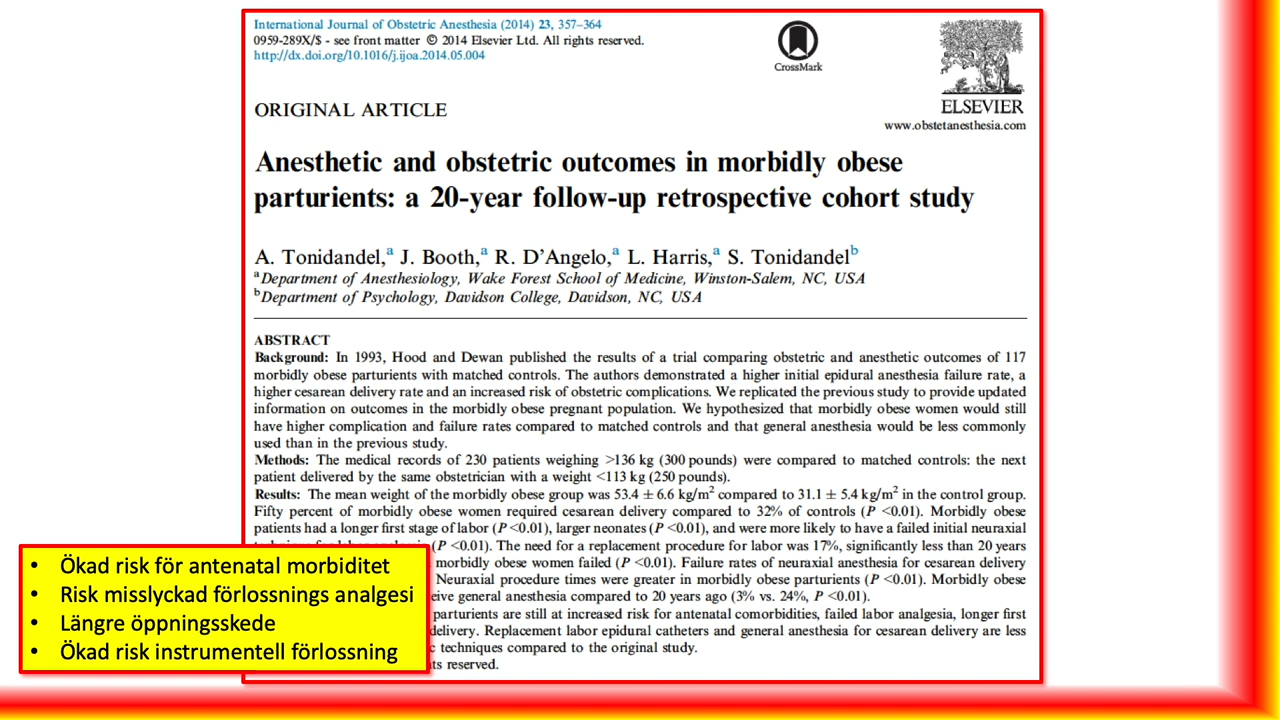 International Journal of Obstetric Anesthesia (2014) 23, 357–364
0959-289X/$ - see front matter © 2014 Elsevier Ltd. All rights reserved.
http://dx.doi.org/10.1016/j.ijoa.2014.05.004
CrossMark
ELSEVIER
www.obstetanesthesia.com
ORIGINAL ARTICLE
Anesthetic and obstetric outcomes in morbidly obese
parturients: a 20-year follow-up retrospective cohort study
A. Tonidandel,a J. Booth,a R. D’Angelo,a L. Harris,a S. Tonidandelb
a Department of Anesthesiology, Wake Forest School of Medicine, Winston-Salem, NC, USA
b Department of Psychology, Davidson College, Davidson, NC, USA
ABSTRACT
Background: In 1993, Hood and Dewan published the results of a trial comparing obstetric and anesthetic outcomes of 117
morbidly obese parturients with matched controls. The authors demonstrated a higher initial epidural anesthesia failure rate, a
higher cesarean delivery rate and an increased risk of obstetric complications. We replicated the previous study to provide updated
information on outcomes in the morbidly obese pregnant population. We hypothesized that morbidly obese women would still
have higher complication and failure rates compared to matched controls and that general anesthesia would be less commonly
used than in the previous study.
Methods: The medical records of 230 patients weighing >136 kg (300 pounds) were compared to matched controls: the next
patient delivered by the same obstetrician with a weight <113 kg (250 pounds).
Results: The mean weight of the morbidly obese group was 53.4 ± 6.6 kg/m2 compared to 31.1 ± 5.4 kg/m2 in the control group.
Fifty percent of morbidly obese women required cesarean delivery compared to 32% of controls (P <0.01). Morbidly obese
patients had a longer first stage of labor (P <0.01), larger neonates (P <0.01), and were more likely to have a failed initial neuraxial
(P <0.01). The need for a replacement procedure for labor was 17%, significantly less than 20 years
morbidly obese women failed (P <0.01). Failure rates of neuraxial anesthesia for cesarean delivery
Neuraxial procedure times were greater in morbidly obese parturients (P <0.01). Morbidly obese
eive general anesthesia compared to 20 years ago (3% vs. 24%, P <0.01).
parturients are still at increased risk for antenatal comorbidities, failed labor analgesia, longer first
delivery. Replacement labor epidural catheters and general anesthesia for cesarean delivery are less
c techniques compared to the original study.
ts reserved.
• Ökad risk för antenatal morbiditet
• Risk misslyckad förlossnings analgesi
• Längre öppningsskede
• Ökad risk instrumentell förlossning